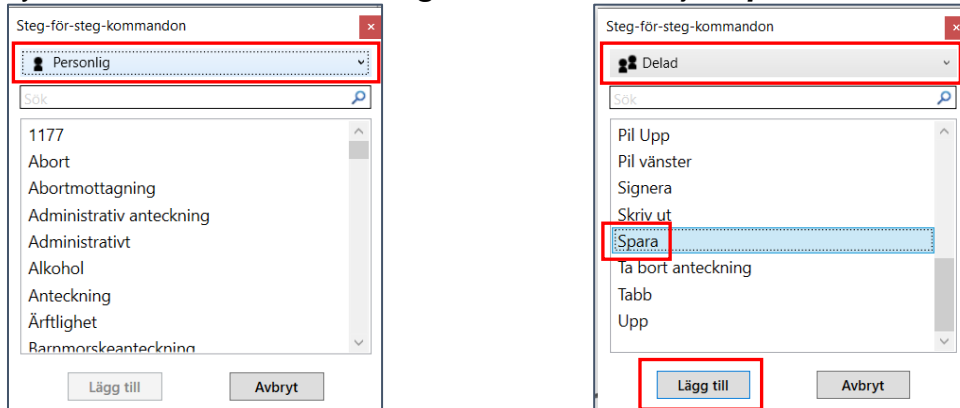 Steg-för-steg-kommandon
Personlig
Sök
1177
Abort
Abortmottagning
Administrativ anteckning
Administrativt
Alkohol
Anteckning
Ärftlighet
Barnmorskeanteckning
Lägg till
Avbryt
Steg-för-steg-kommandon
Delad
Sök
Pil Upp
Pil vänster
Signera
Skriv ut
Spara
Ta bort anteckning
Tabb
Upp
Lägg till
Avbryt